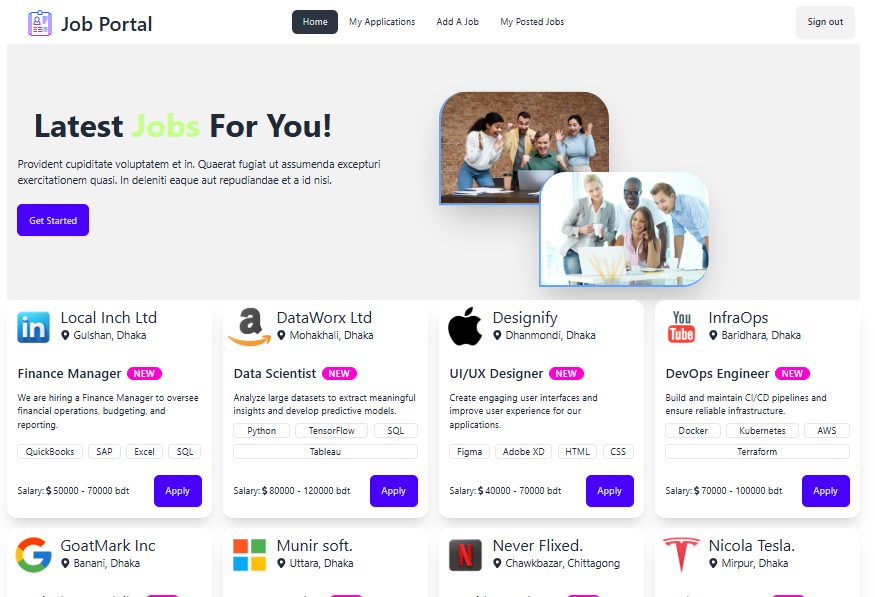 Job Portal
Home
My Applications
Add A Job
My Posted Jobs
Sign out
Latest Jobs For You!
Provident cupiditate voluptatem et in. Quaerat fugiat ut assumenda excepturi
exercitationem quasi. In deleniti eaque aut repudiandae et a id nisi.
Get Started
in
Local Inch Ltd
Gulshan, Dhaka
Finance Manager NEW
We are hiring a Finance Manager to oversee
financial operations, budgeting, and
reporting.
QuickBooks SAP Excel SQL
Salary: $ 50000 - 70000 bdt
Apply
a
DataWorx Ltd
Mohakhali, Dhaka
Data Scientist NEW
Analyze large datasets to extract meaningful
insights and develop predictive models.
Python TensorFlow SQL
Tableau
Salary: $ 80000 - 120000 bdt
Apply
Designify
Dhanmondi, Dhaka
UI/UX Designer NEW
Create engaging user interfaces and
improve user experience for our
applications.
Figma Adobe XD HTML CSS
Salary: $ 40000 - 70000 bdt
Apply
You
Tube
InfraOps
Baridhara, Dhaka
DevOps Engineer NEW
Build and maintain CI/CD pipelines and
ensure reliable infrastructure.
Docker Kubernetes AWS
Terraform
Salary: $ 70000 - 100000 bdt
Apply
G
GoatMark Inc
Banani, Dhaka
Munir soft.
Uttara, Dhaka
N
Never Flixed.
Chawkbazar, Chittagong
T
Nicola Tesla.
Mirpur, Dhaka